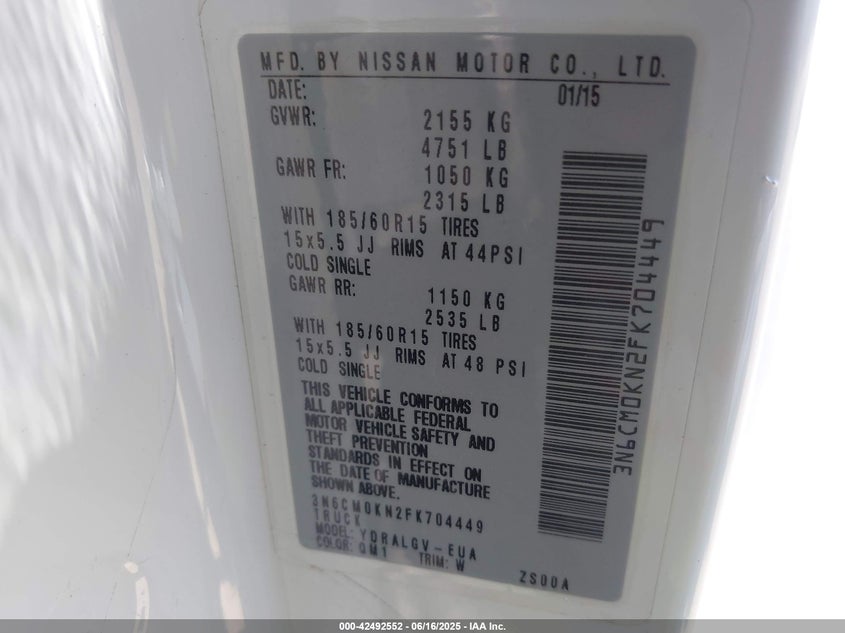 MFD. BY NISSAN MOTOR CO., LTD.
DATE: 01/15
GVWR: 2155 KG
4751 LB
GAWR FR: 1050 KG
2315 LB
WITH 185/60R15 TIRES
15x5.5 JJ RIMS AT 44PSI
COLD SINGLE
GAWR RR: 1150 KG
2535 LB
WITH 185/60R15 TIRES
15x5.5 JJ RIMS AT 48 PSI
COLD SINGLE
THIS VEHICLE CONFORMS TO
ALL APPLICABLE FEDERAL
MOTOR VEHICLE SAFETY AND
THEFT PREVENTION
STANDARDS IN EFFECT ON
THE DATE OF MANUFACTURE
SHOWN ABOVE.
3N6CM0KN2FK704449
TRUCK
MODEL: YDRALGV-EUA
COLOR: QM1 TRIM: W
ZS00A
3N6CM0KN2FK704449
000-42492552 / 06/16/2025 / IAA Inc.